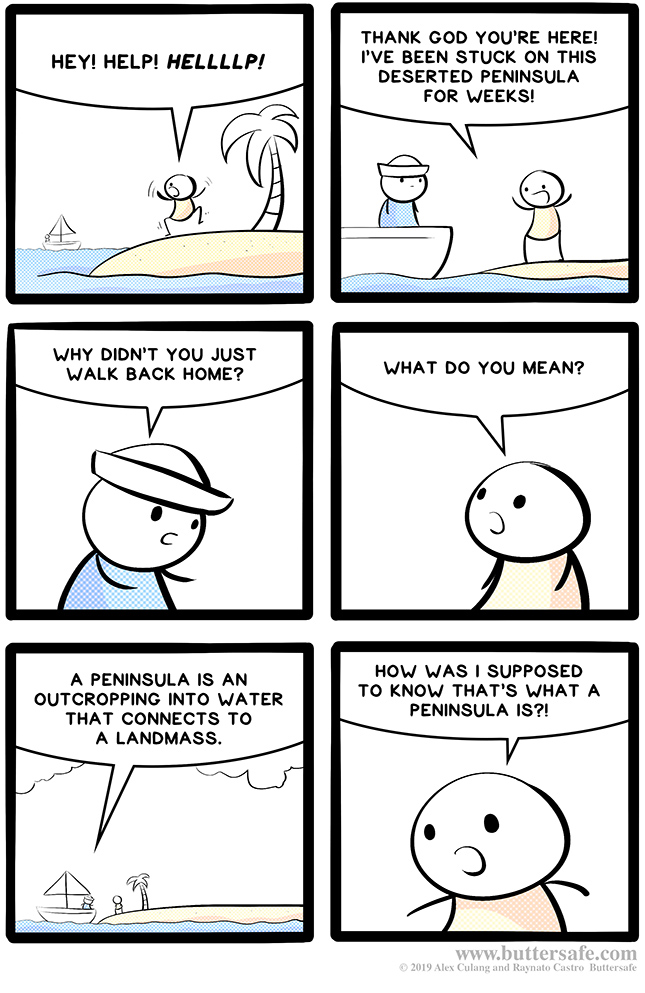 HEY! HELP! HELLLLP!
THANK GOD YOU'RE HERE!
I'VE BEEN STUCK ON THIS
DESERTED PENINSULA
FOR WEEKS!
WHY DIDN'T YOU JUST
WALK BACK HOME?
WHAT DO YOU MEAN?
A PENINSULA IS AN
OUTCROPPING INTO WATER
THAT CONNECTS TO
A LANDMASS.
HOW WAS I SUPPOSED
TO KNOW THAT'S WHAT A
PENINSULA IS?!
www.buttersafe.com
© 2019 Alex Culang and Raynato Castro Buttersafe